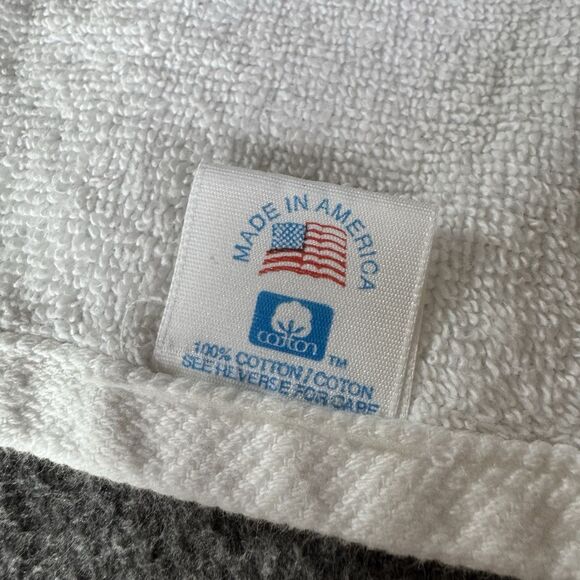 MADE IN AMERICA
cotton ™
100% COTTON / COTON
SEE REVERSE FOR CARE